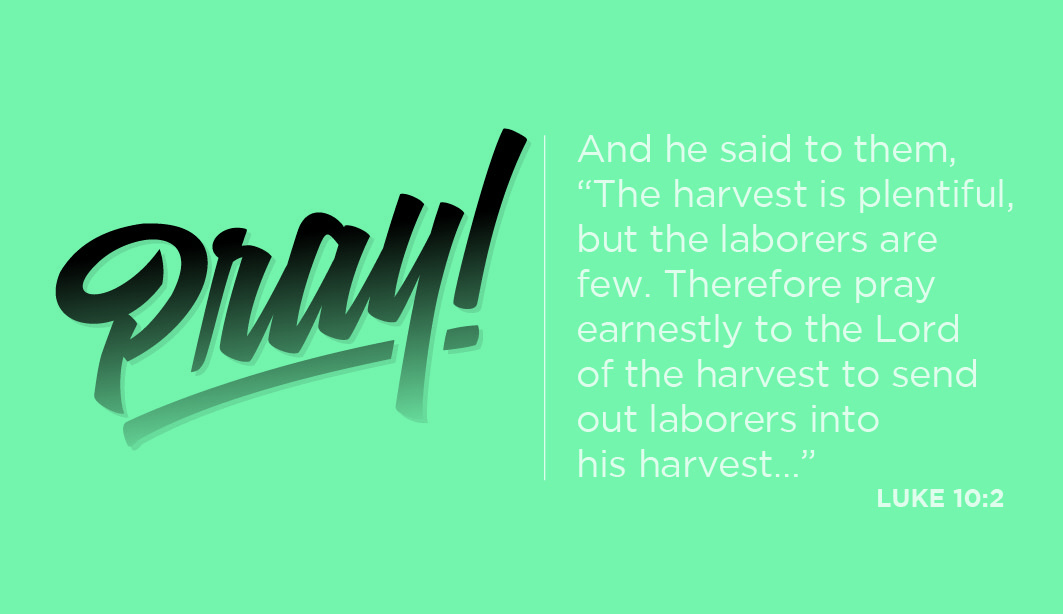 Pray!
And he said to them,
“The harvest is plentiful,
but the laborers are
few. Therefore pray
earnestly to the Lord
of the harvest to send
out laborers into
his harvest...”
LUKE 10:2